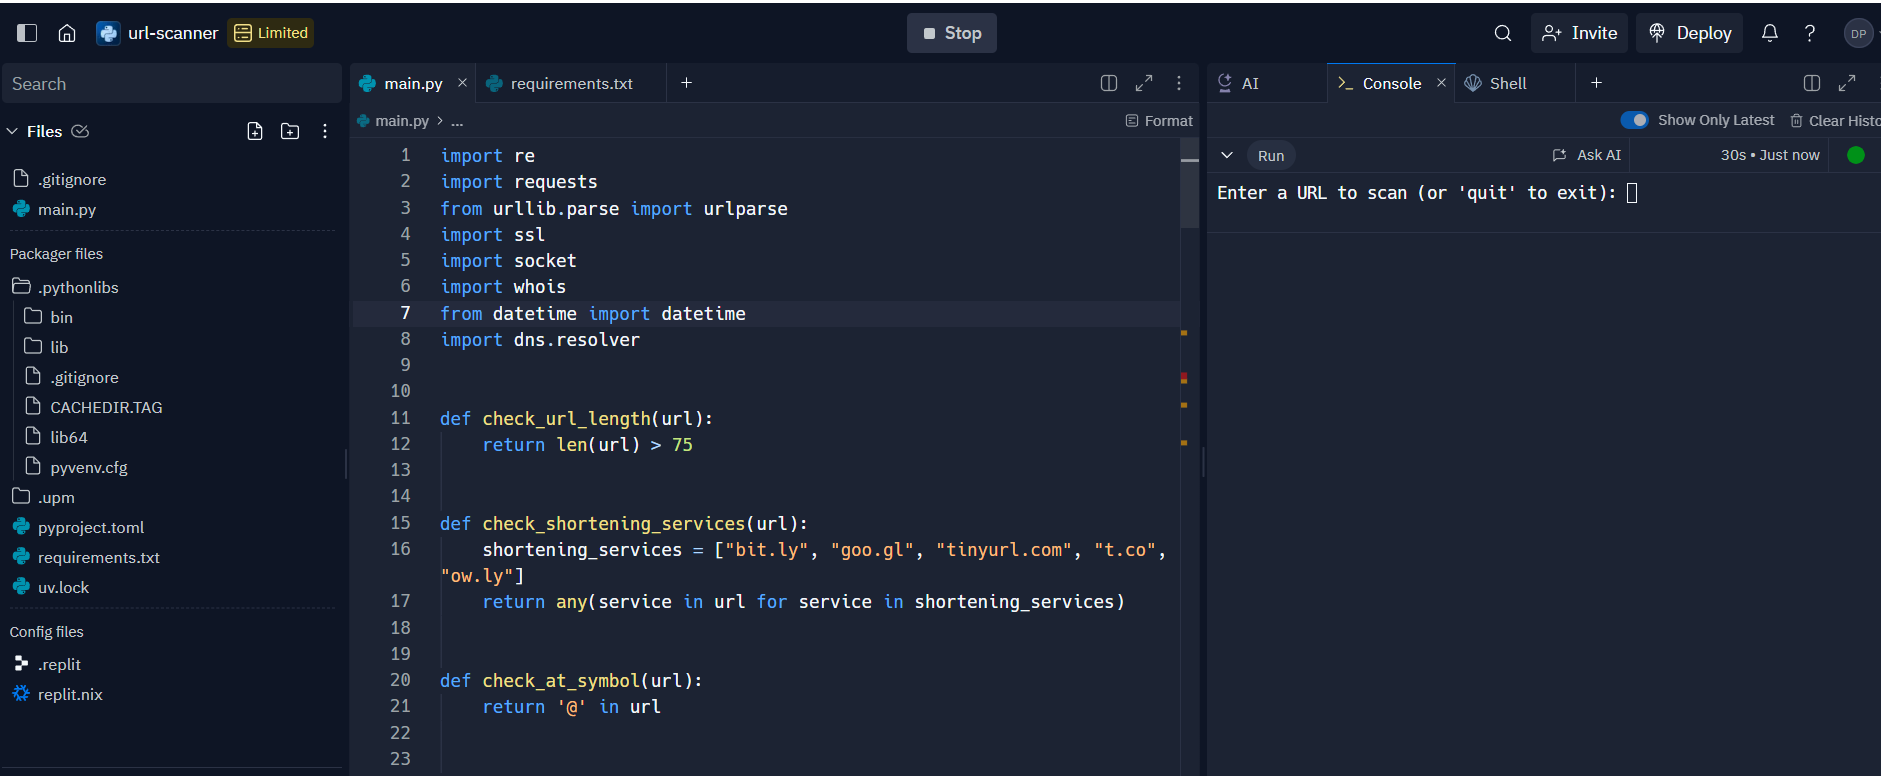 url-scanner
Limited
Stop
Invite
Deploy
?
DP
Search
Files
.gitignore
main.py
Packager files
.pythonlibs
bin
lib
.gitignore
CACHEDIR.TAG
lib64
pyvenv.cfg
.upm
pyproject.toml
requirements.txt
uv.lock
Config files
.replit
replit.nix
main.py × requirements.txt +
main.py > ...
Format
1 import re
2 import requests
3 from urllib.parse import urlparse
4 import ssl
5 import socket
6 import whois
7 from datetime import datetime
8 import dns.resolver
9
10
11 def check_url_length(url):
12 return len(url) > 75
13
14
15 def check_shortening_services(url):
16 shortening_services = ["bit.ly", "goo.gl", "tinyurl.com", "t.co",
"ow.ly"]
17 return any(service in url for service in shortening_services)
18
19
20 def check_at_symbol(url):
21 return '@' in url
22
23
AI
Console × Shell +
Show Only Latest
Clear Histo
Run
Ask AI
30s • Just now
Enter a URL to scan (or 'quit' to exit):